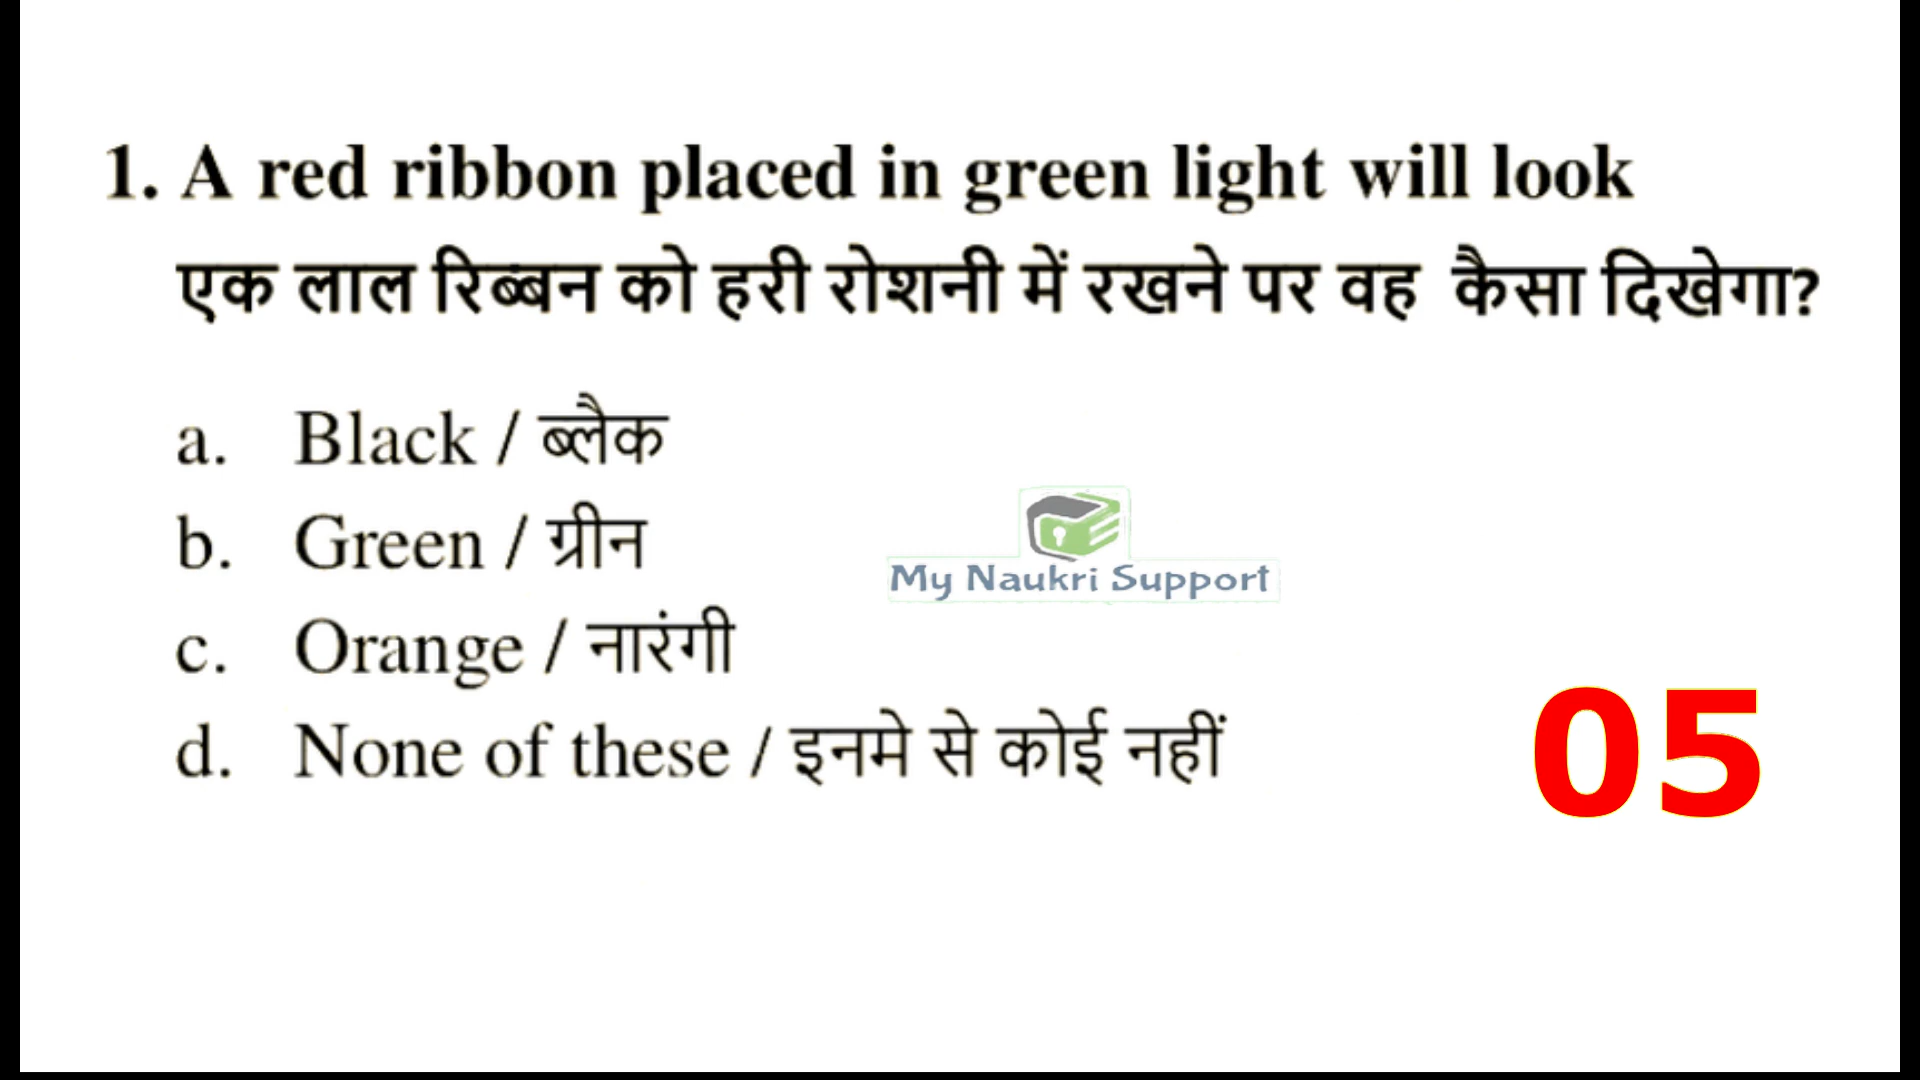 1. A red ribbon placed in green light will look
एक लाल रिब्बन को हरी रोशनी में रखने पर वह कैसा दिखेगा?
a. Black / ब्लैक
b. Green / ग्रीन
My Naukri Support
c. Orange / नारंगी
d. None of these / इनमे से कोई नहीं
05